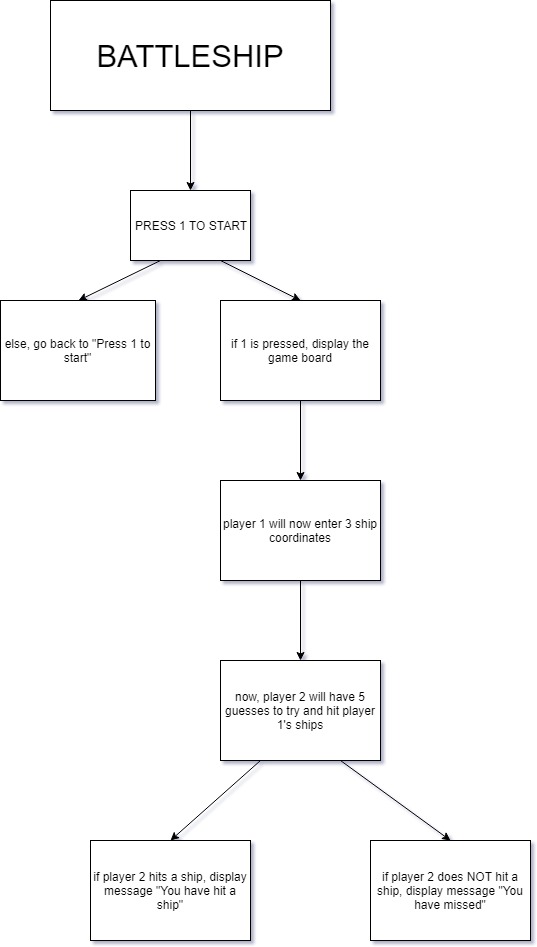 BATTLESHIP
PRESS 1 TO START
else, go back to "Press 1 to
start"
if 1 is pressed, display the
game board
player 1 will now enter 3 ship
coordinates
now, player 2 will have 5
guesses to try and hit player
1's ships
if player 2 hits a ship, display
message "You have hit a
ship"
if player 2 does NOT hit a
ship, display message "You
have missed"